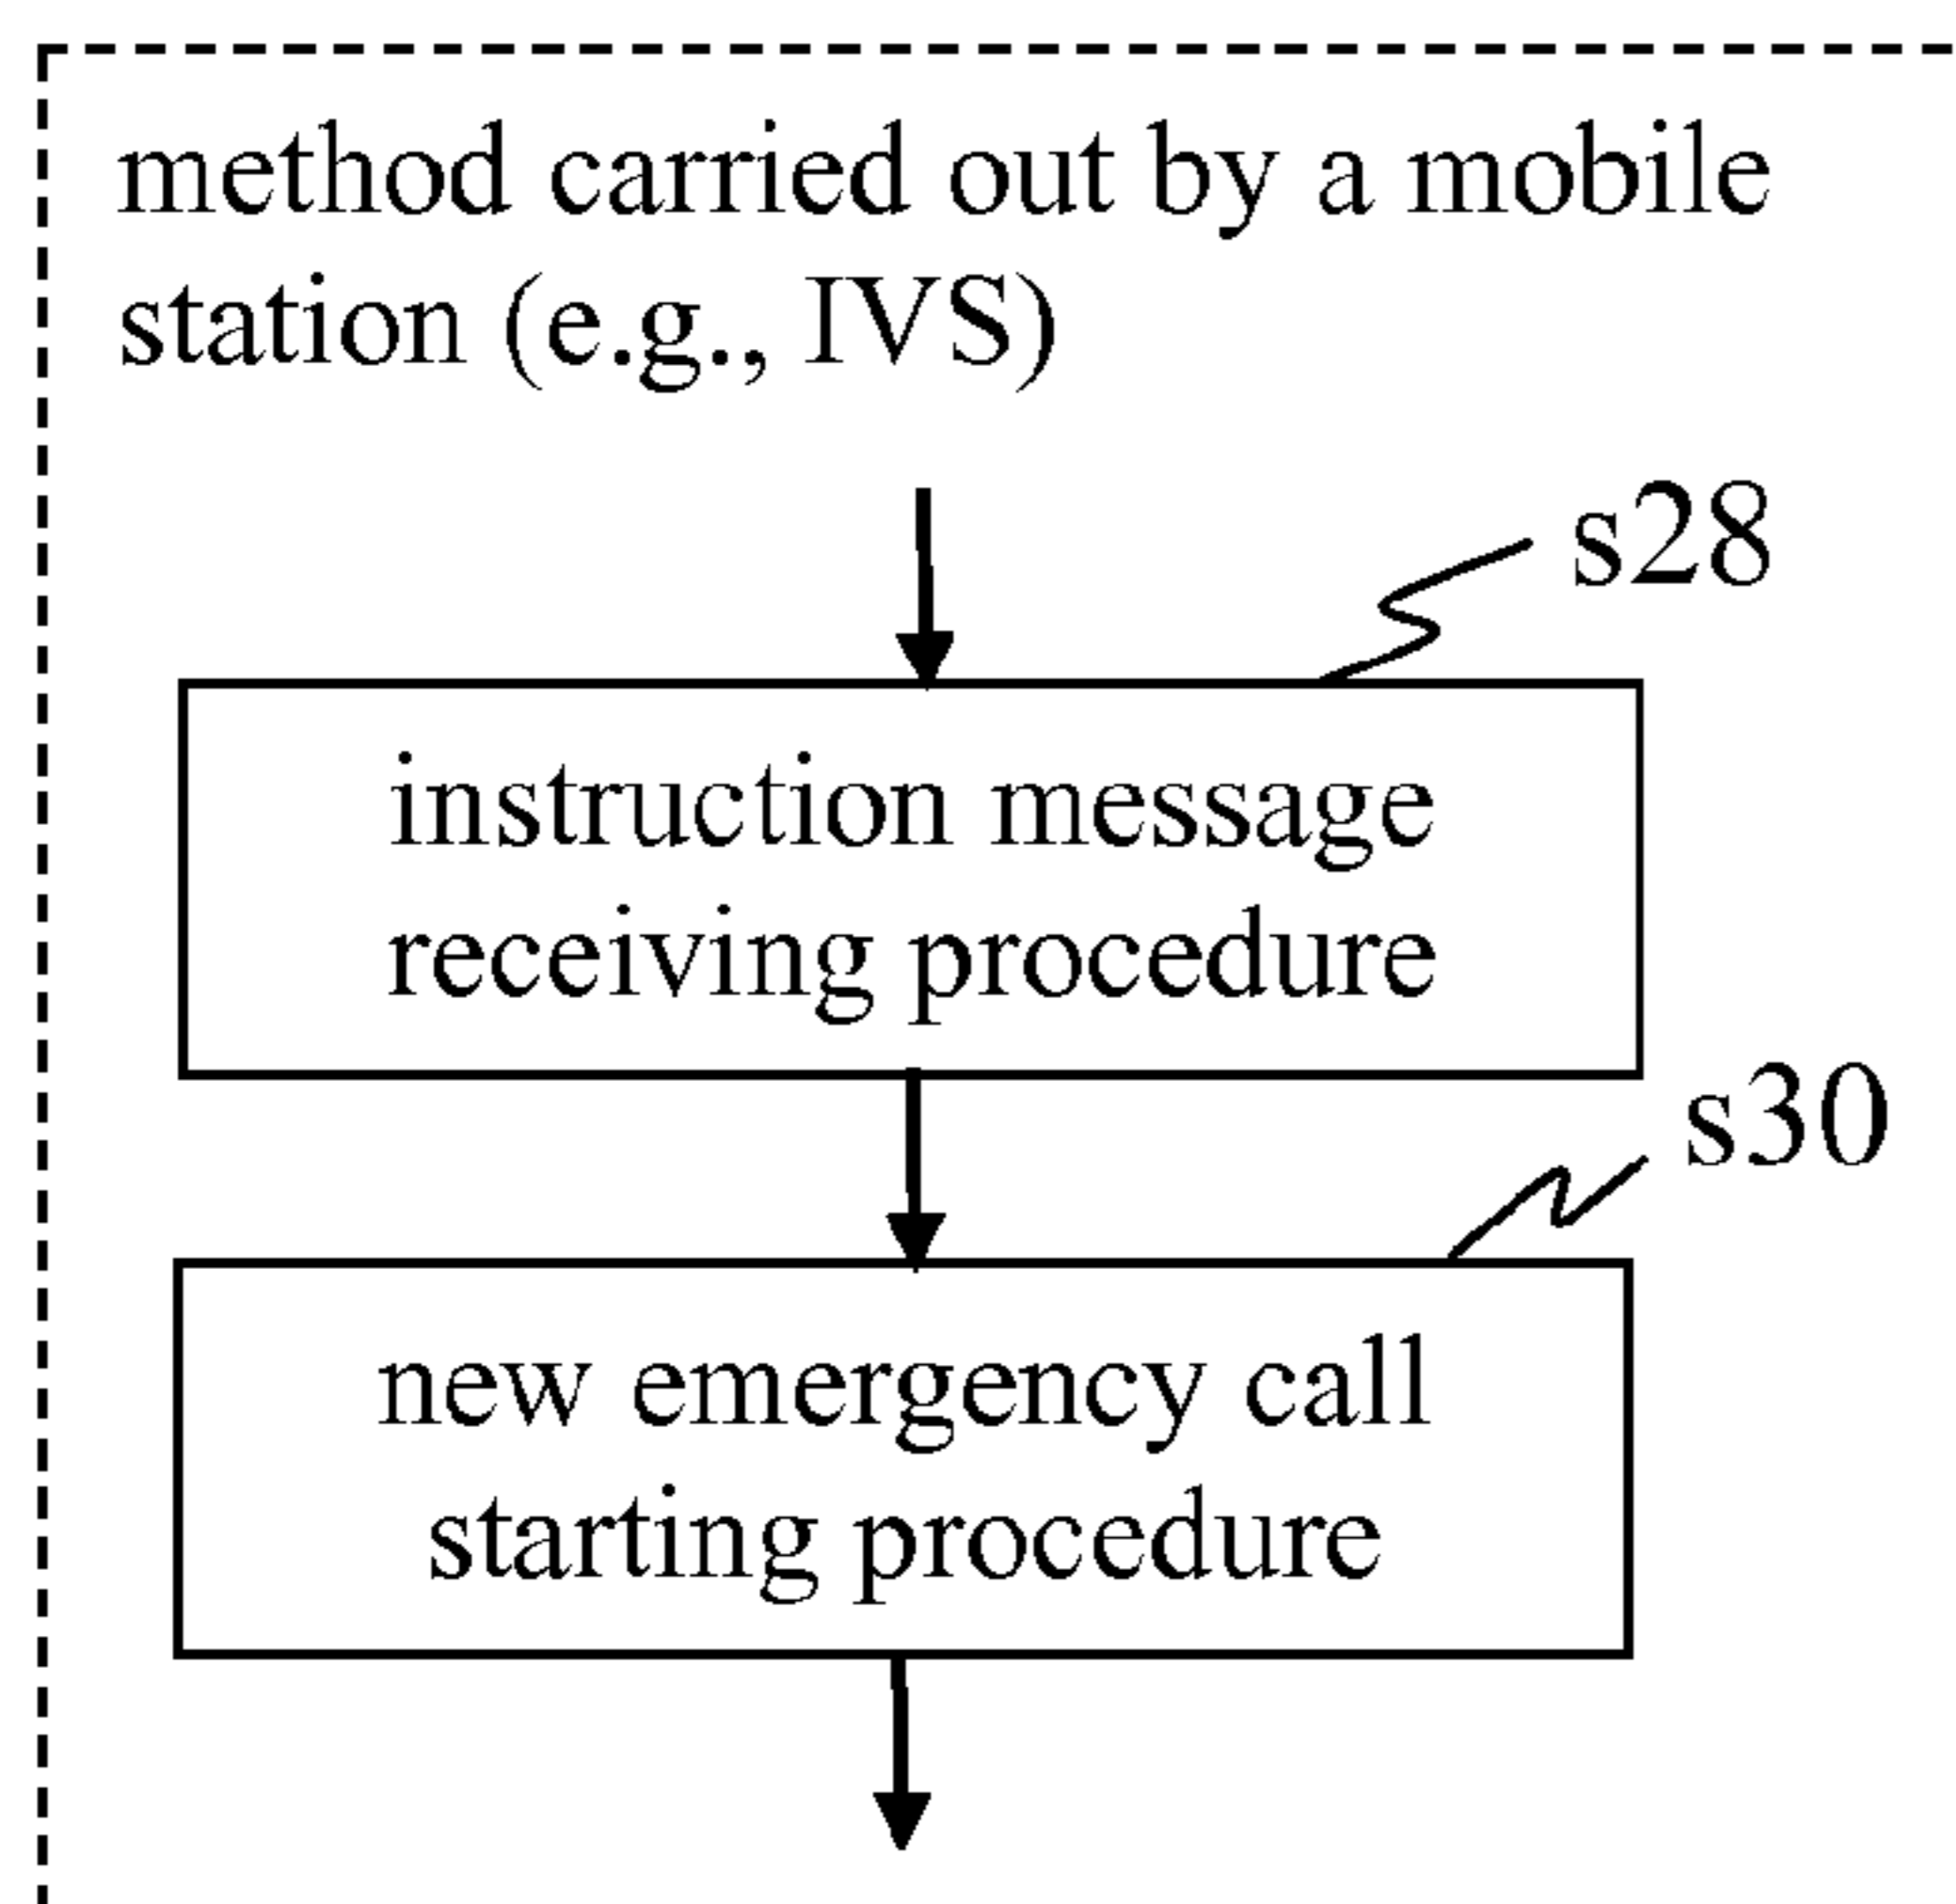 method carried out by a mobile
station (e.g., IVS)
s28
instruction message
receiving procedure
s30
new emergency call
starting procedure